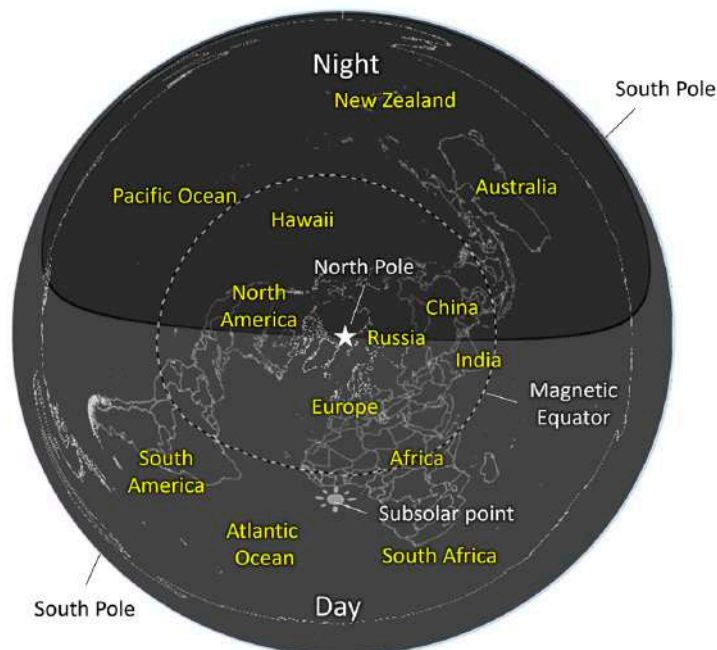 Night
New Zealand
South Pole
Australia
Pacific Ocean
Hawaii
North Pole
North
America
China
Russia
India
Europe
Magnetic
Equator
Africa
South
America
Subsolar point
Atlantic
Ocean
South Africa
South Pole
Day